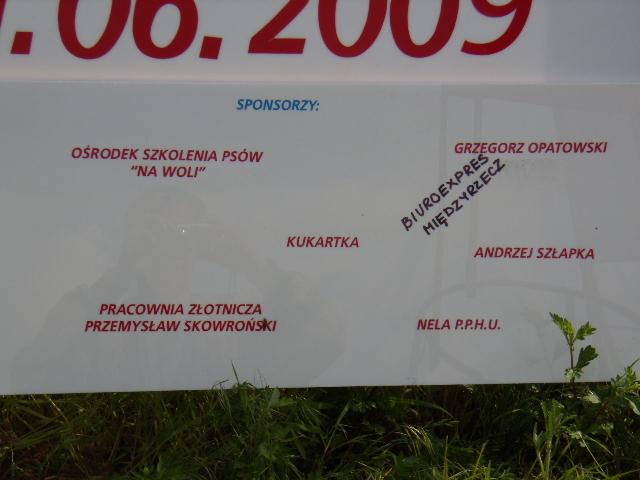 .06.2009
SPONSORZY:
OŚRODEK SZKOLENIA PSÓW
"NA WOLI"
GRZEGORZ OPATOWSKI
BIUROEXPRES
MIĘDZYRZECZ
KUKARTKA
ANDRZEJ SZŁAPKA
PRACOWNIA ZŁOTNICZA
PRZEMYSŁAW SKOWROŃSKI
NELA P.P.H.U.